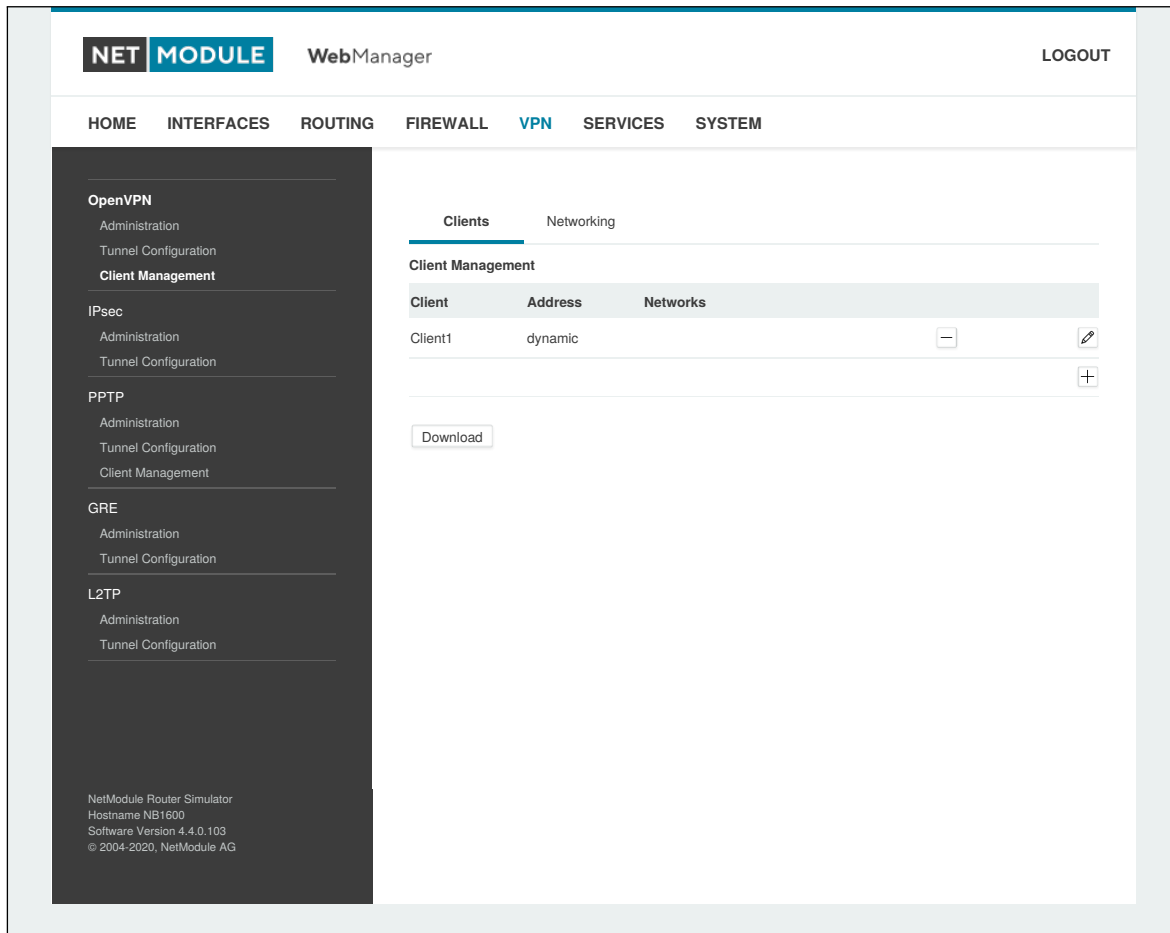 NET MODULE WebManager LOGOUT
HOME INTERFACES ROUTING FIREWALL VPN SERVICES SYSTEM
OpenVPN
Administration
Tunnel Configuration
Client Management
IPsec
Administration
Tunnel Configuration
PPTP
Administration
Tunnel Configuration
Client Management
GRE
Administration
Tunnel Configuration
L2TP
Administration
Tunnel Configuration
NetModule Router Simulator
Hostname NB1600
Software Version 4.4.0.103
© 2004-2020, NetModule AG
Clients Networking
Client Management
Client Address Networks
Client1 dynamic
Download